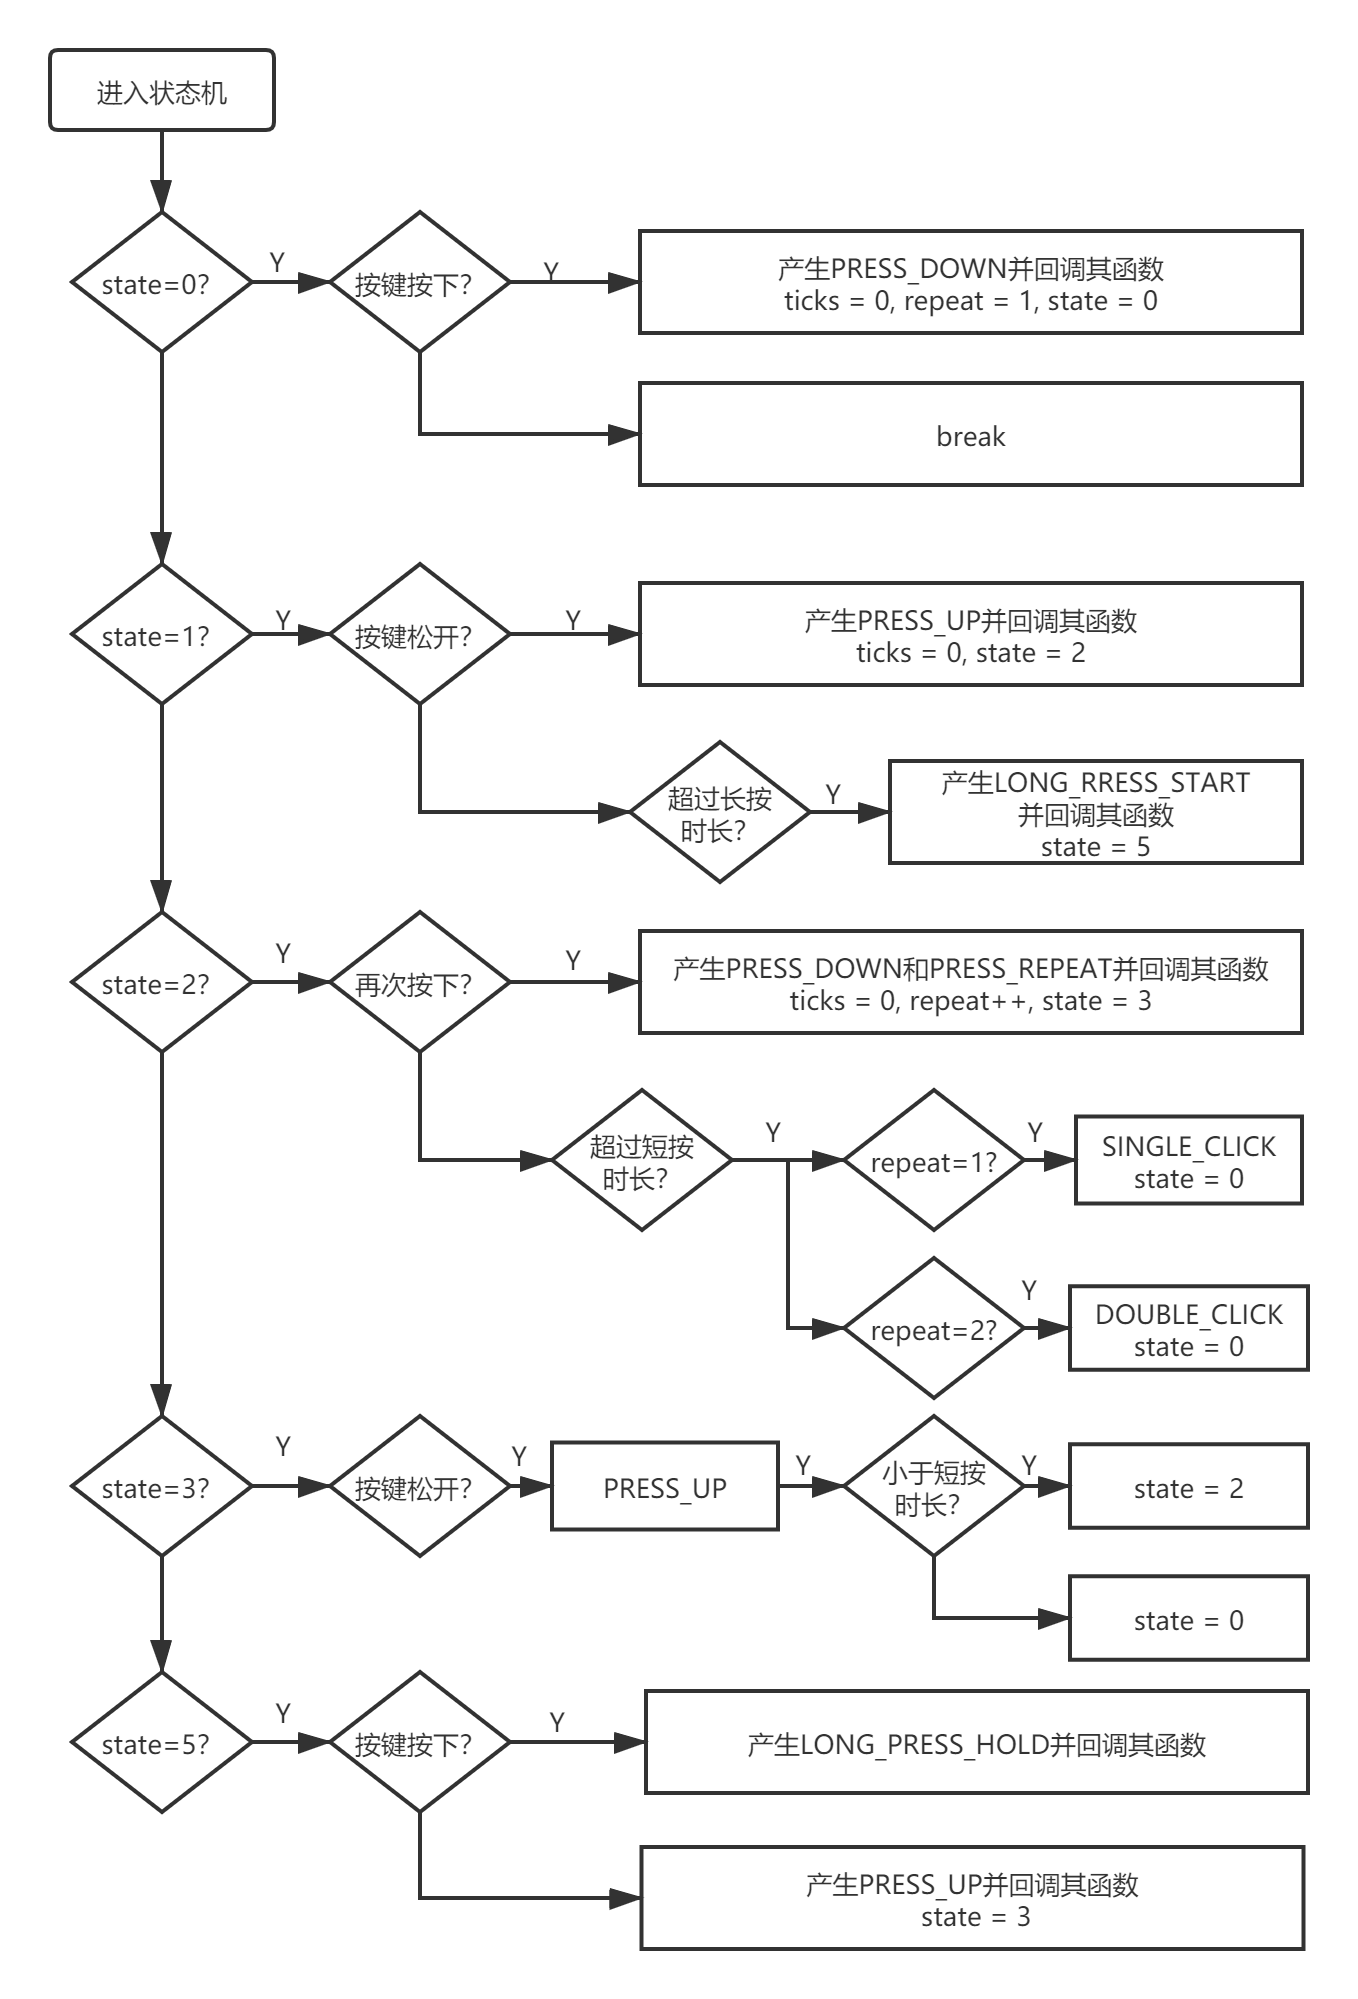 进入状态机
state=0?
Y
按键按下?
Y
产生PRESS_DOWN并回调其函数
ticks = 0, repeat = 1, state = 0
break
state=1?
Y
按键松开?
Y
产生PRESS_UP并回调其函数
ticks = 0, state = 2
超过长按
时长?
Y
产生LONG_RRESS_START
并回调其函数
state = 5
state=2?
Y
再次按下?
Y
产生PRESS_DOWN和PRESS_REPEAT并回调其函数
ticks = 0, repeat++, state = 3
超过短按
时长?
Y
repeat=1?
Y
SINGLE_CLICK
state = 0
repeat=2?
Y
DOUBLE_CLICK
state = 0
state=3?
Y
按键松开?
Y
PRESS_UP
Y
小于短按
时长?
Y
state = 2
state = 0
state=5?
Y
按键按下?
Y
产生LONG_PRESS_HOLD并回调其函数
产生PRESS_UP并回调其函数
state = 3